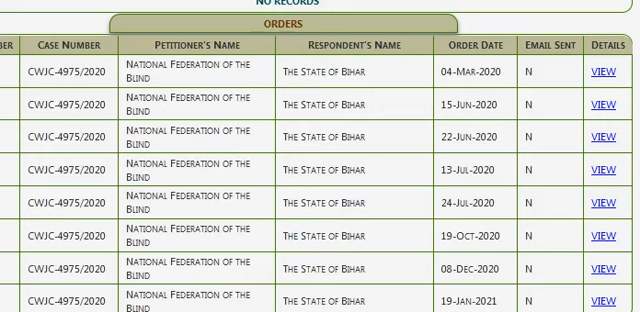 NO RECORDS
ORDERS
BER CASE NUMBER PETITIONER'S NAME RESPONDENT'S NAME ORDER DATE EMAIL SENT DETAILS
CWJC-4975/2020 NATIONAL FEDERATION OF THE BLIND THE STATE OF BIHAR 04-MAR-2020 N VIEW
CWJC-4975/2020 NATIONAL FEDERATION OF THE BLIND THE STATE OF BIHAR 15-JUN-2020 N VIEW
CWJC-4975/2020 NATIONAL FEDERATION OF THE BLIND THE STATE OF BIHAR 22-JUN-2020 N VIEW
CWJC-4975/2020 NATIONAL FEDERATION OF THE BLIND THE STATE OF BIHAR 13-JUL-2020 N VIEW
CWJC-4975/2020 NATIONAL FEDERATION OF THE BLIND THE STATE OF BIHAR 24-JUL-2020 N VIEW
CWJC-4975/2020 NATIONAL FEDERATION OF THE BLIND THE STATE OF BIHAR 19-OCT-2020 N VIEW
CWJC-4975/2020 NATIONAL FEDERATION OF THE BLIND THE STATE OF BIHAR 08-DEC-2020 N VIEW
CWJC-4975/2020 NATIONAL FEDERATION OF THE BLIND THE STATE OF BIHAR 19-JAN-2021 N VIEW